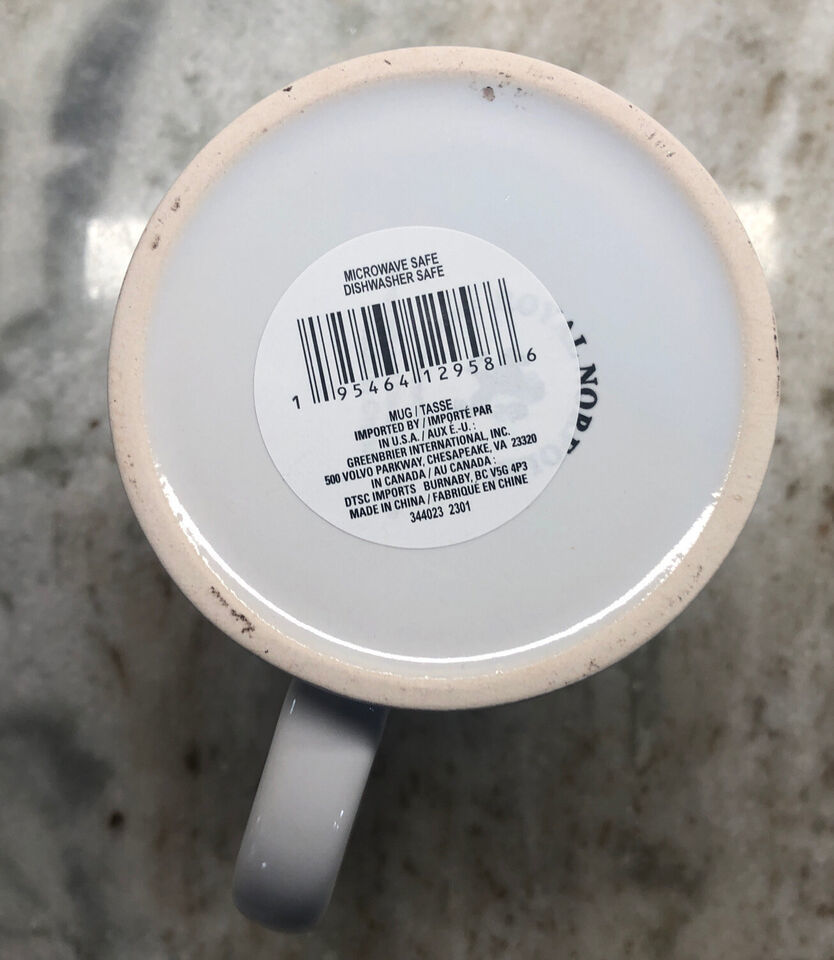 MICROWAVE SAFE
DISHWASHER SAFE
1 95464 12958 6
MUG / TASSE
IMPORTED BY / IMPORTÉ PAR
IN U.S.A. / AUX É.-U. :
GREENBRIER INTERNATIONAL, INC.
500 VOLVO PARKWAY, CHESAPEAKE, VA 23320
IN CANADA / AU CANADA :
DTSC IMPORTS BURNABY, BC V5G 4P3
MADE IN CHINA / FABRIQUÉ EN CHINE
344023 2301